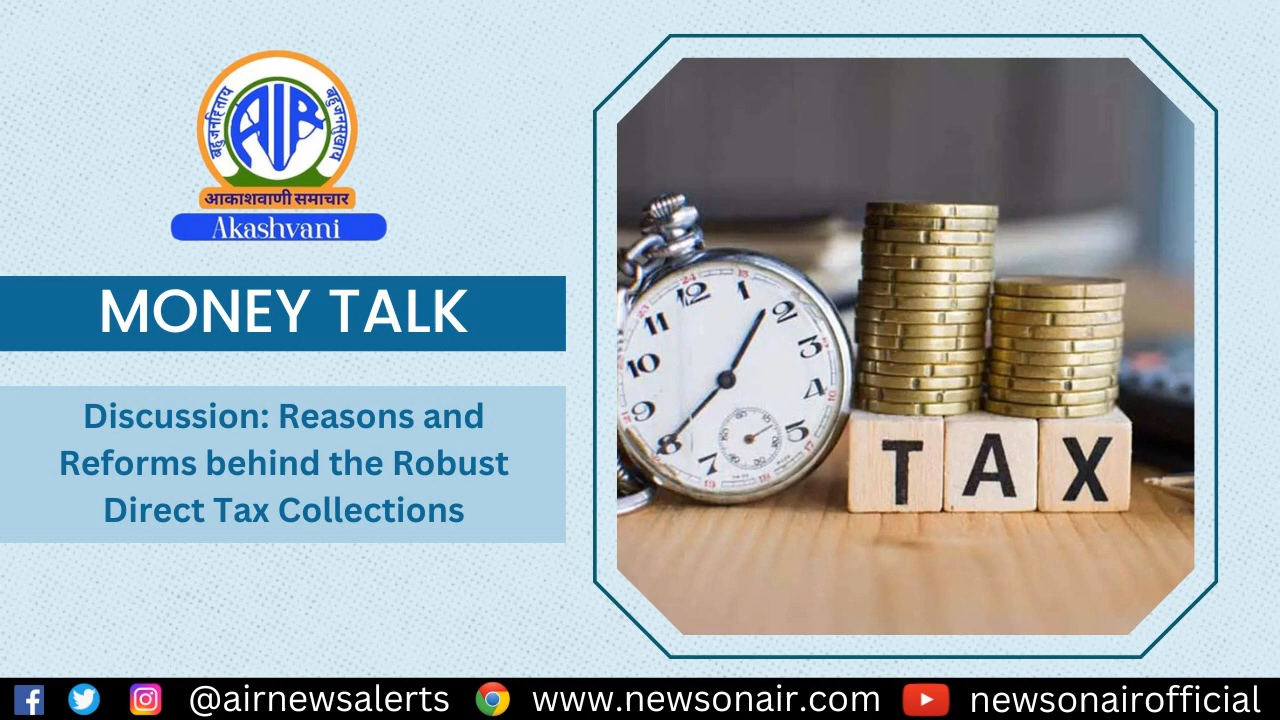 बहुजनहिताय
बहुजनसुखाय
AIR
आकाशवाणी समाचार
Akashvani
MONEY TALK
Discussion: Reasons and
Reforms behind the Robust
Direct Tax Collections
12
1
2
3
4
5
7
8
9
10
11
TAX
@airnewsalerts
www.newsonair.com
newsonairofficial